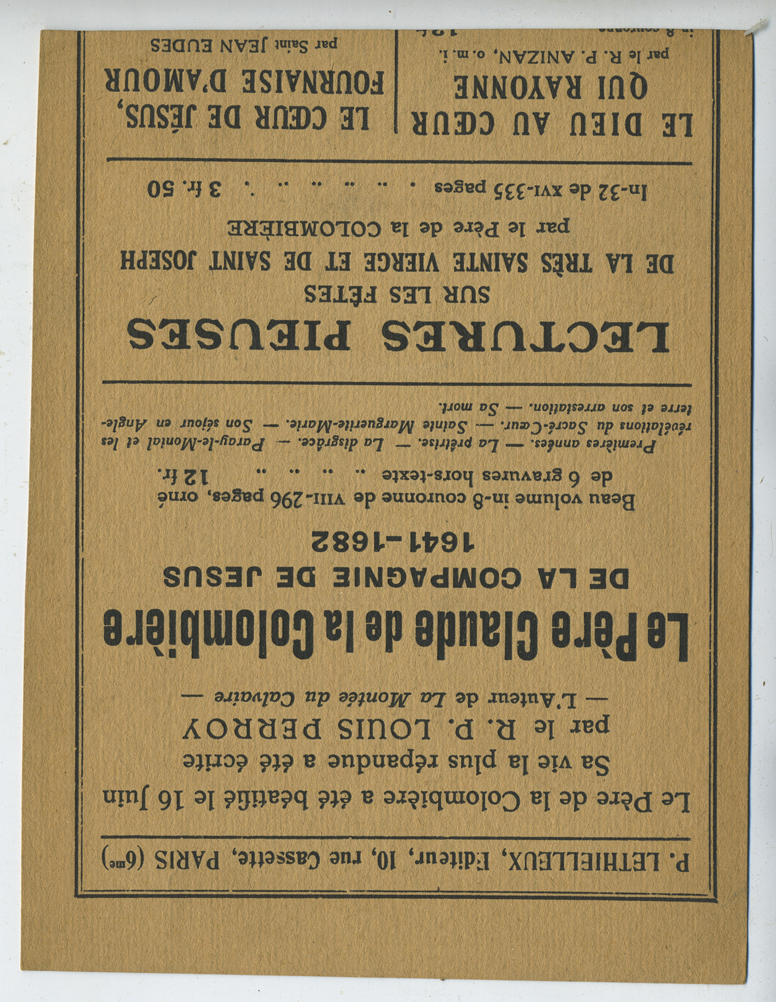 P. LETHIELLEUX, Editeur, 10, rue Cassette, PARIS (6me)
Le Père de la Colombière a été béatifié le 16 Juin
Sa vie la plus répandue a été écrite
par le R. P. LOUIS PERROY
— L'Auteur de La Montée du Calvaire —
Le Père Claude de la Colombière
DE LA COMPAGNIE DE JESUS
1641-1682
Beau volume in-8 couronne de VIII-296 pages, orné
de 6 gravures hors-texte .. .. .. .. 12 fr.
Premières années. — La prêtrise. — La disgrâce. — Paray-le-Monial et les
révélations du Sacré-Cœur. — Sainte Marguerite-Marie. — Son séjour en Angle-
terre et son arrestation. — Sa mort.
LECTURES PIEUSES
SUR LES FÊTES
DE LA TRÈS SAINTE VIERGE ET DE SAINT JOSEPH
par le Père de la COLOMBIÈRE
In-32 de XVI-335 pages . .. .. .. .. .. 3 fr. 50
LE DIEU AU CŒUR
QUI RAYONNE
par le R. P. ANIZAN, o. m. i.
in-8 couronne
LE CŒUR DE JÉSUS,
FOURNAISE D'AMOUR
par Saint JEAN EUDES